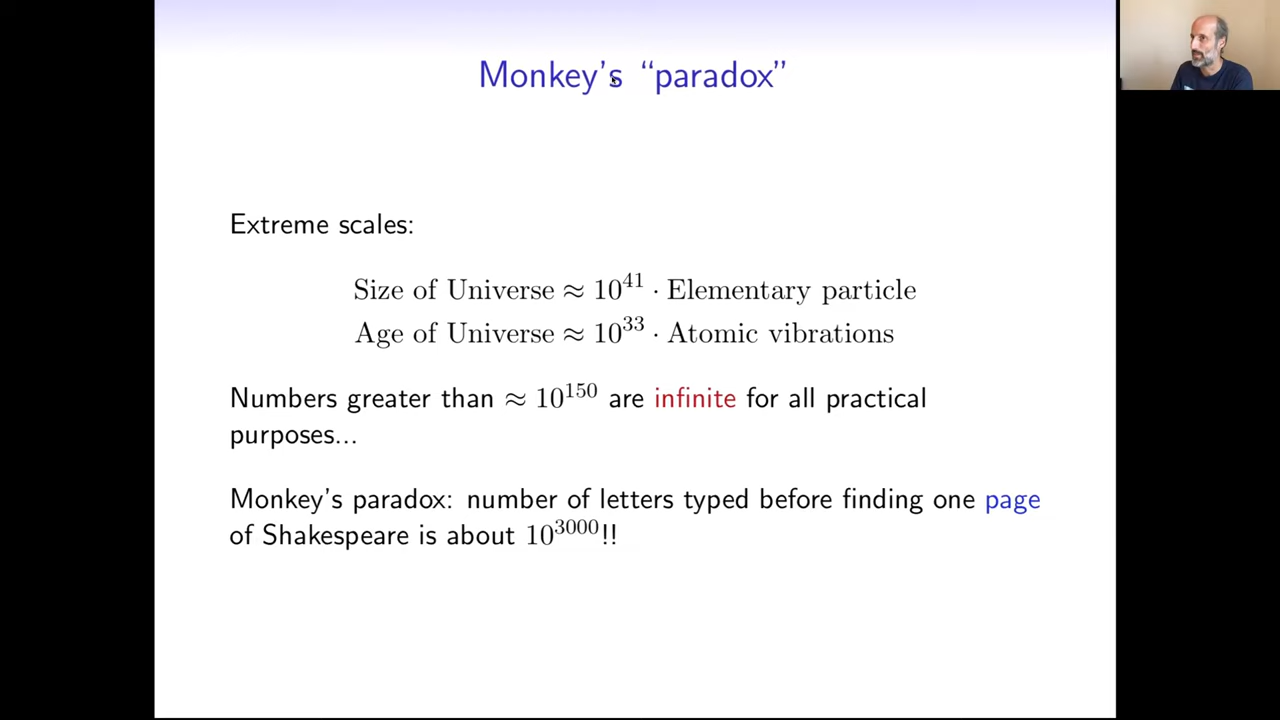 Monkey's “paradox”
Extreme scales:
Size of Universe ≈ 10^41 · Elementary particle
Age of Universe ≈ 10^33 · Atomic vibrations
Numbers greater than ≈ 10^150 are infinite for all practical
purposes...
Monkey's paradox: number of letters typed before finding one page
of Shakespeare is about 10^3000!!